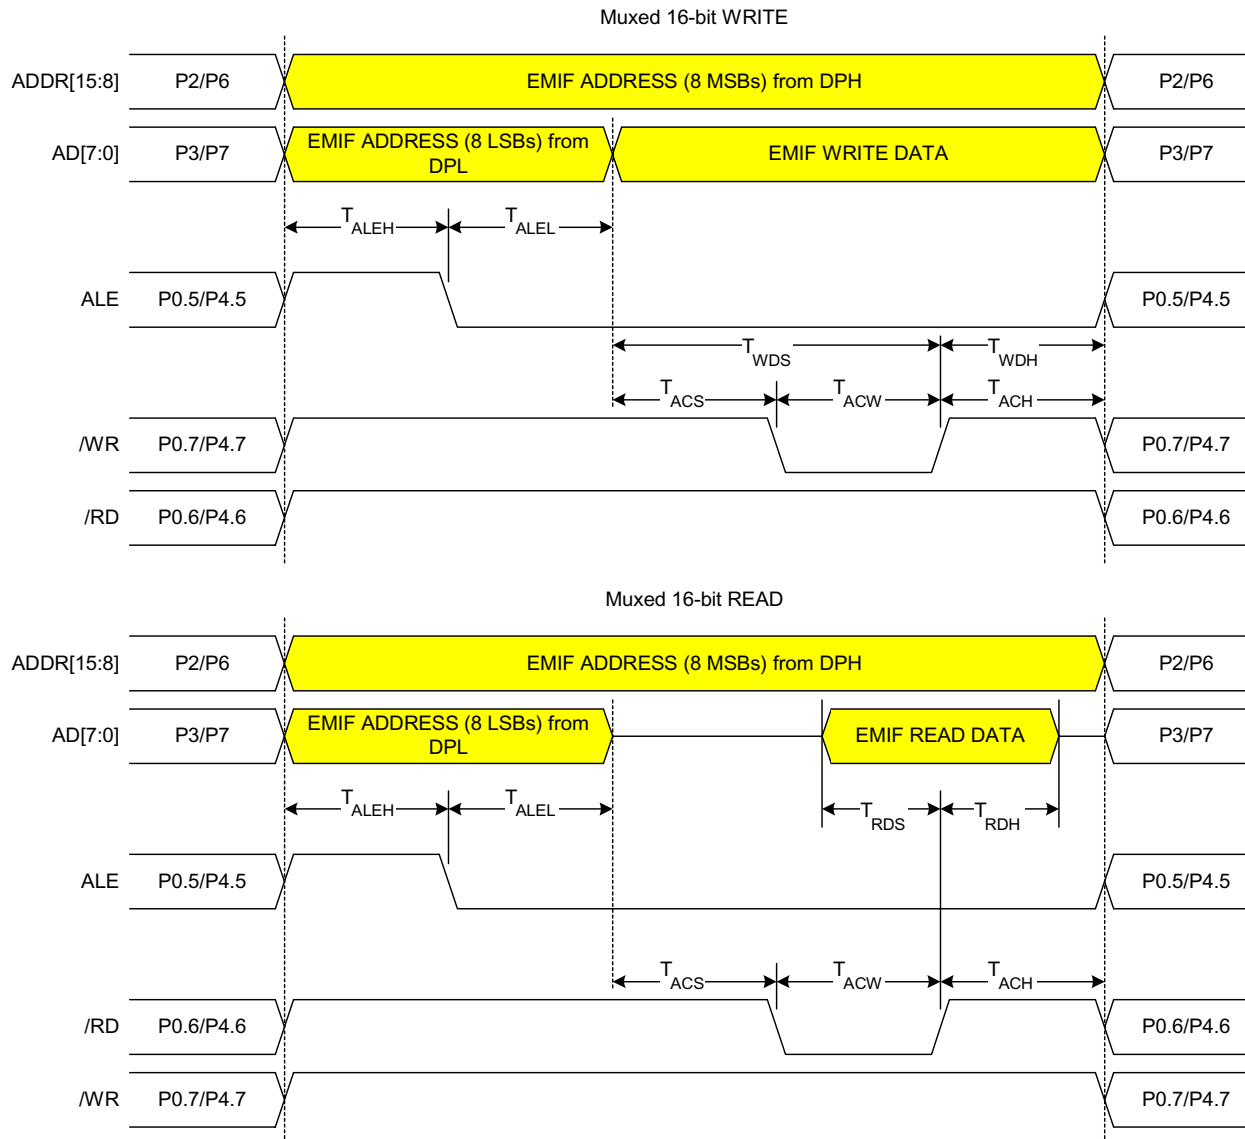 Muxed 16-bit WRITE
ADDR[15:8] P2/P6 EMIF ADDRESS (8 MSBs) from DPH P2/P6
AD[7:0] P3/P7 EMIF ADDRESS (8 LSBs) from DPL EMIF WRITE DATA P3/P7
TALEH TALEL
ALE P0.5/P4.5 P0.5/P4.5
TWDS TWDH
TACS TACW TACH
/WR P0.7/P4.7 P0.7/P4.7
/RD P0.6/P4.6 P0.6/P4.6
Muxed 16-bit READ
ADDR[15:8] P2/P6 EMIF ADDRESS (8 MSBs) from DPH P2/P6
AD[7:0] P3/P7 EMIF ADDRESS (8 LSBs) from DPL EMIF READ DATA P3/P7
TALEH TALEL TRDS TRDH
ALE P0.5/P4.5 P0.5/P4.5
TACS TACW TACH
/RD P0.6/P4.6 P0.6/P4.6
/WR P0.7/P4.7 P0.7/P4.7